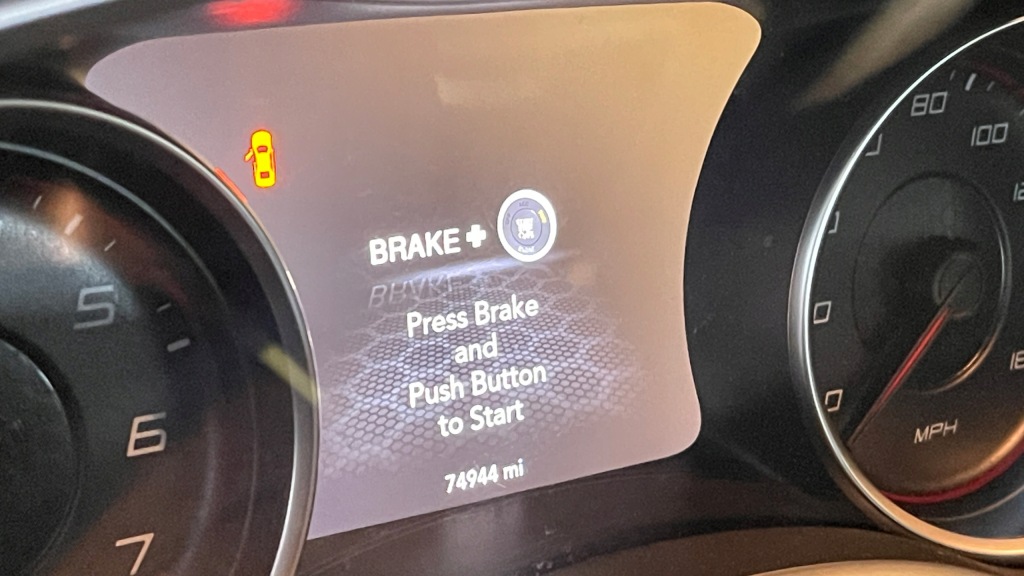 BRAKE +
Press Brake
and
Push Button
to Start
74944 mi
5
6
7
80
100
MPH